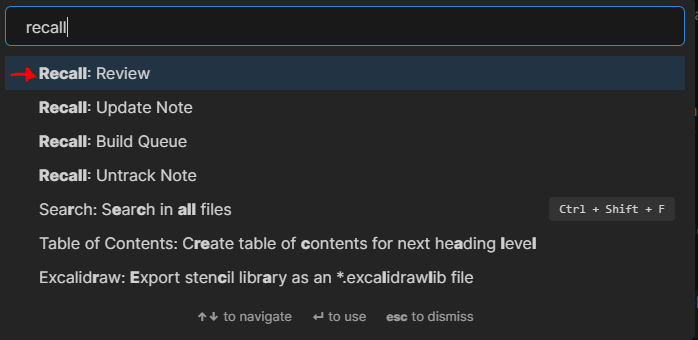 recall
Recall: Review
Recall: Update Note
Recall: Build Queue
Recall: Untrack Note
Search: Search in all files Ctrl + Shift + F
Table of Contents: Create table of contents for next heading level
Excalidraw: Export stencil library as an *.excalidrawlib file
↑↓ to navigate ↵ to use esc to dismiss